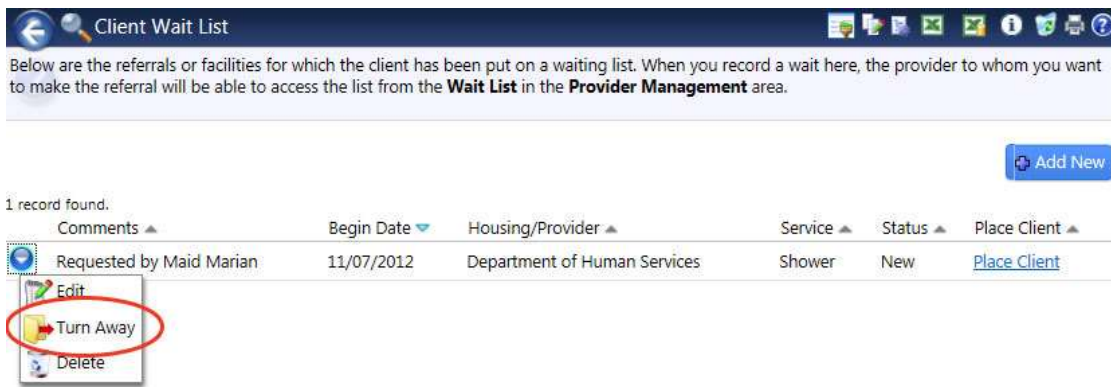 Client Wait List
Below are the referrals or facilities for which the client has been put on a waiting list. When you record a wait here, the provider to whom you want
to make the referral will be able to access the list from the Wait List in the Provider Management area.
Add New
1 record found.
Comments Begin Date Housing/Provider Service Status Place Client
Requested by Maid Marian 11/07/2012 Department of Human Services Shower New Place Client
Edit
Turn Away
Delete